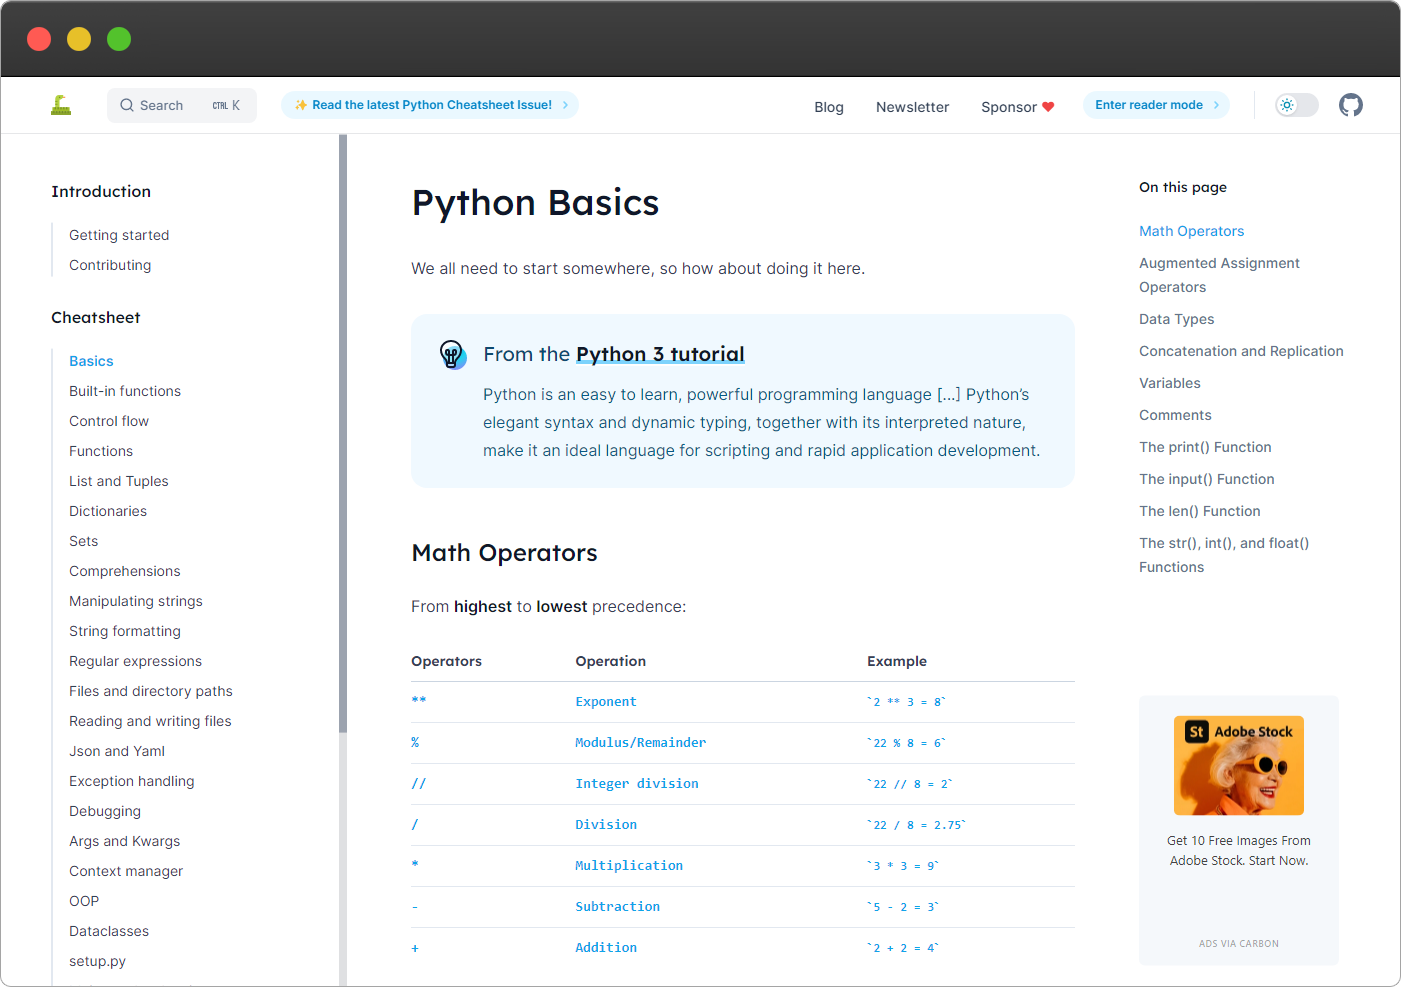 Search CTRL K
✨ Read the latest Python Cheatsheet Issue!
Blog
Newsletter
Sponsor
Enter reader mode
Introduction
Getting started
Contributing
Cheatsheet
Basics
Built-in functions
Control flow
Functions
List and Tuples
Dictionaries
Sets
Comprehensions
Manipulating strings
String formatting
Regular expressions
Files and directory paths
Reading and writing files
Json and Yaml
Exception handling
Debugging
Args and Kwargs
Context manager
OOP
Dataclasses
setup.py
Python Basics
We all need to start somewhere, so how about doing it here.
From the Python 3 tutorial
Python is an easy to learn, powerful programming language [...] Python’s
elegant syntax and dynamic typing, together with its interpreted nature,
make it an ideal language for scripting and rapid application development.
Math Operators
From highest to lowest precedence:
Operators Operation Example
** Exponent `2 ** 3 = 8`
% Modulus/Remainder `22 % 8 = 6`
// Integer division `22 // 8 = 2`
/ Division `22 / 8 = 2.75`
* Multiplication `3 * 3 = 9`
- Subtraction `5 - 2 = 3`
+ Addition `2 + 2 = 4`
On this page
Math Operators
Augmented Assignment
Operators
Data Types
Concatenation and Replication
Variables
Comments
The print() Function
The input() Function
The len() Function
The str(), int(), and float()
Functions
St Adobe Stock
Get 10 Free Images From
Adobe Stock. Start Now.
ADS VIA CARBON